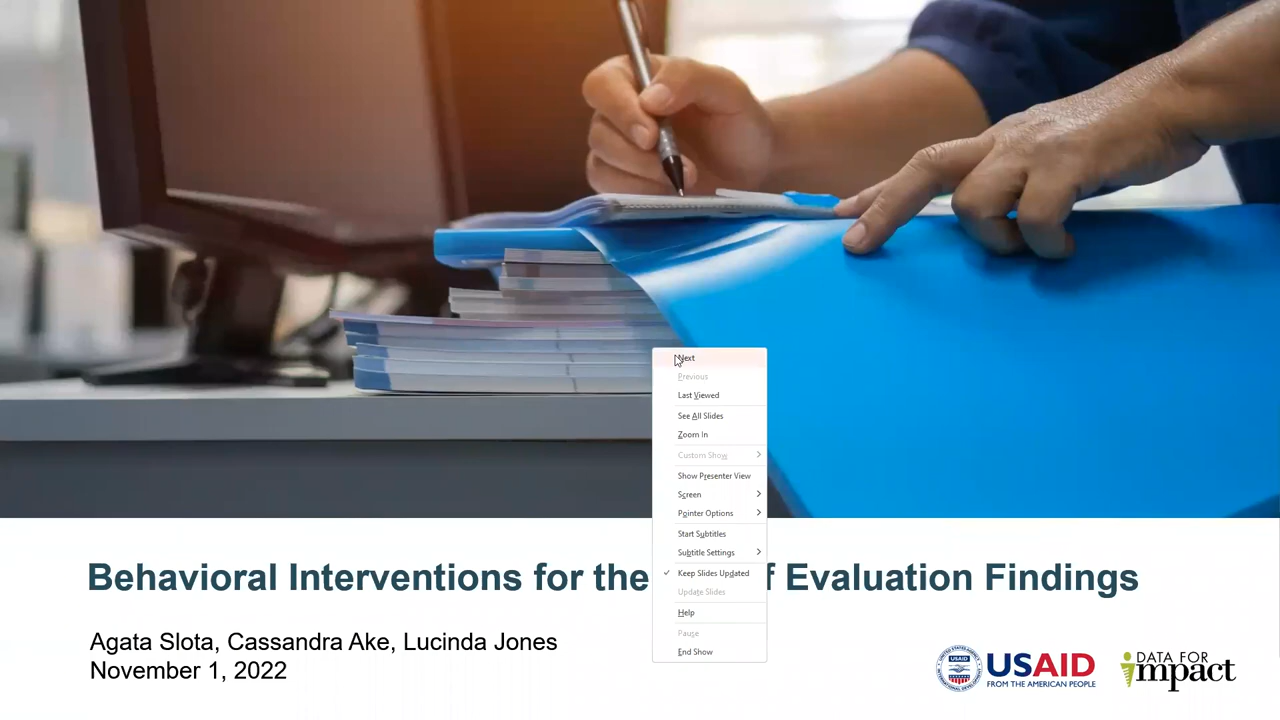 Next
Previous
Last Viewed
See All Slides
Zoom In
Custom Show
Show Presenter View
Screen
Pointer Options
Start Subtitles
Subtitle Settings
Keep Slides Updated
Update Slides
Help
Pause
End Show
Behavioral Interventions for the f Evaluation Findings
Agata Slota, Cassandra Ake, Lucinda Jones
November 1, 2022
USAID
USAID
FROM THE AMERICAN PEOPLE
DATA FOR
impact